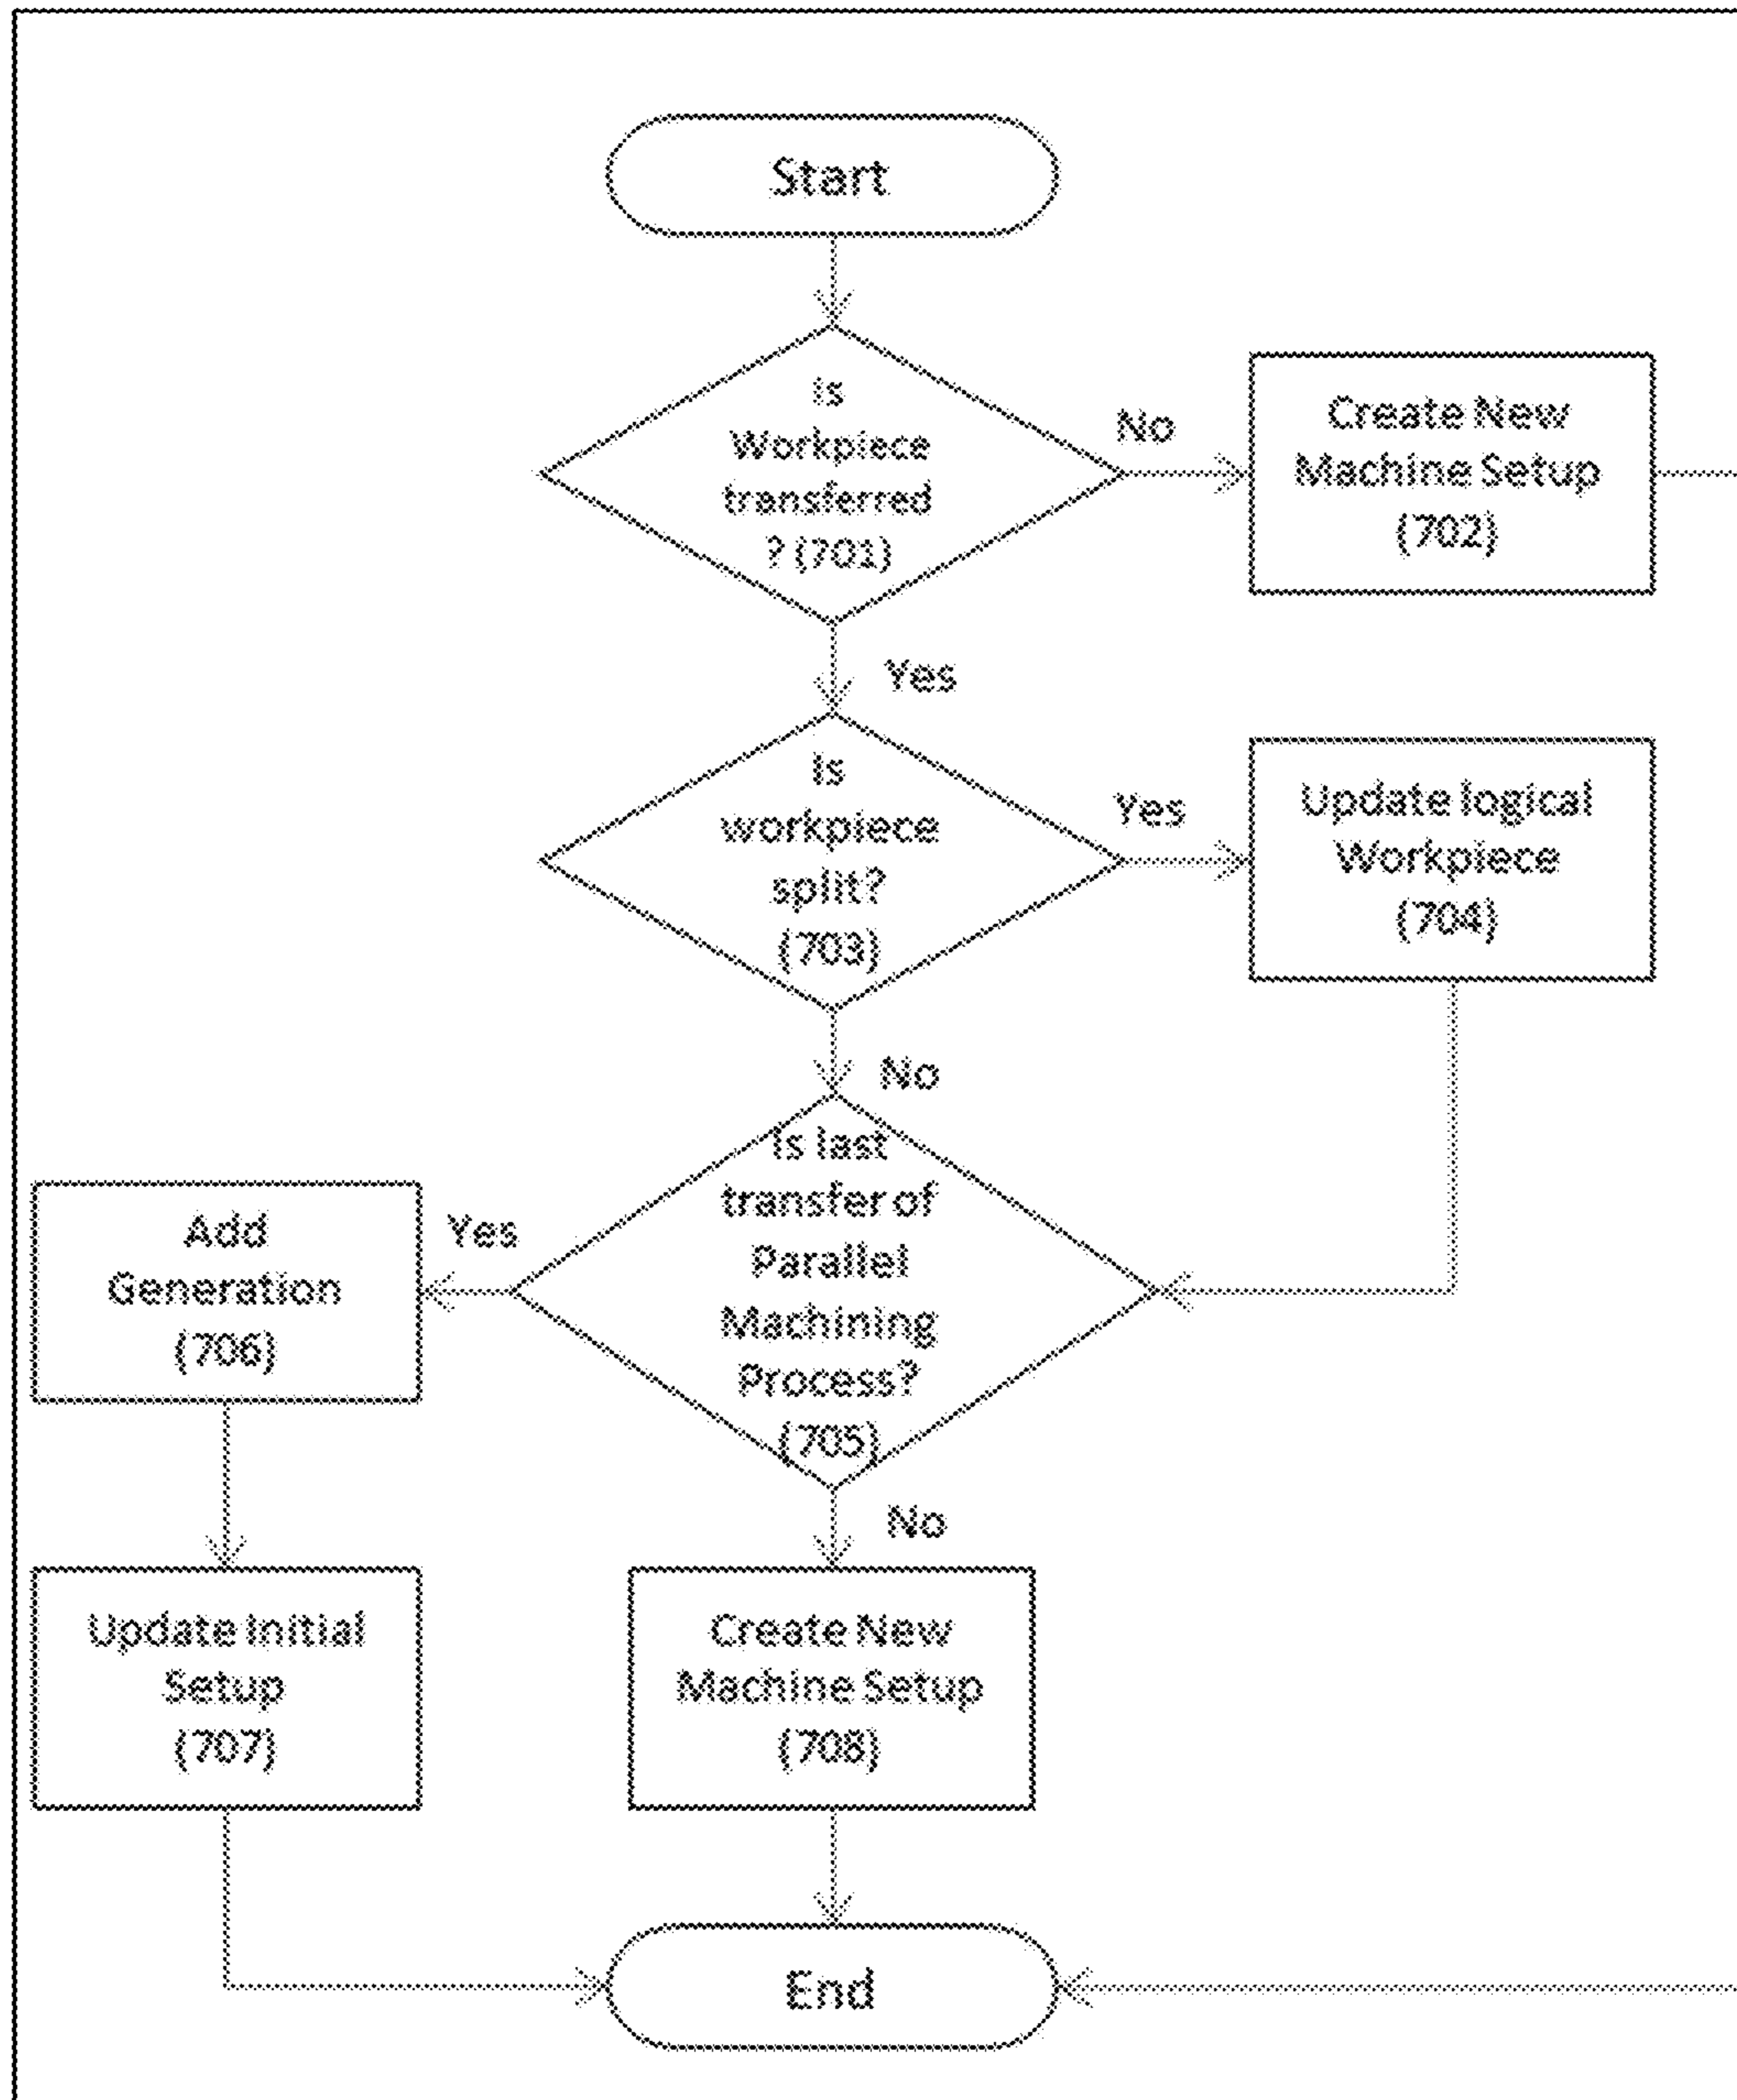 Start
is
Workpiece
transferred
? (701)
No
Create New
Machine Setup
(702)
Yes
Is
workpiece
split?
(703)
Yes
Update logical
Workpiece
(704)
No
Is last
transfer of
Parallel
Machining
Process?
(705)
Yes
Add
Generation
(706)
No
Update Initial
Setup
(707)
Create New
Machine Setup
(708)
End